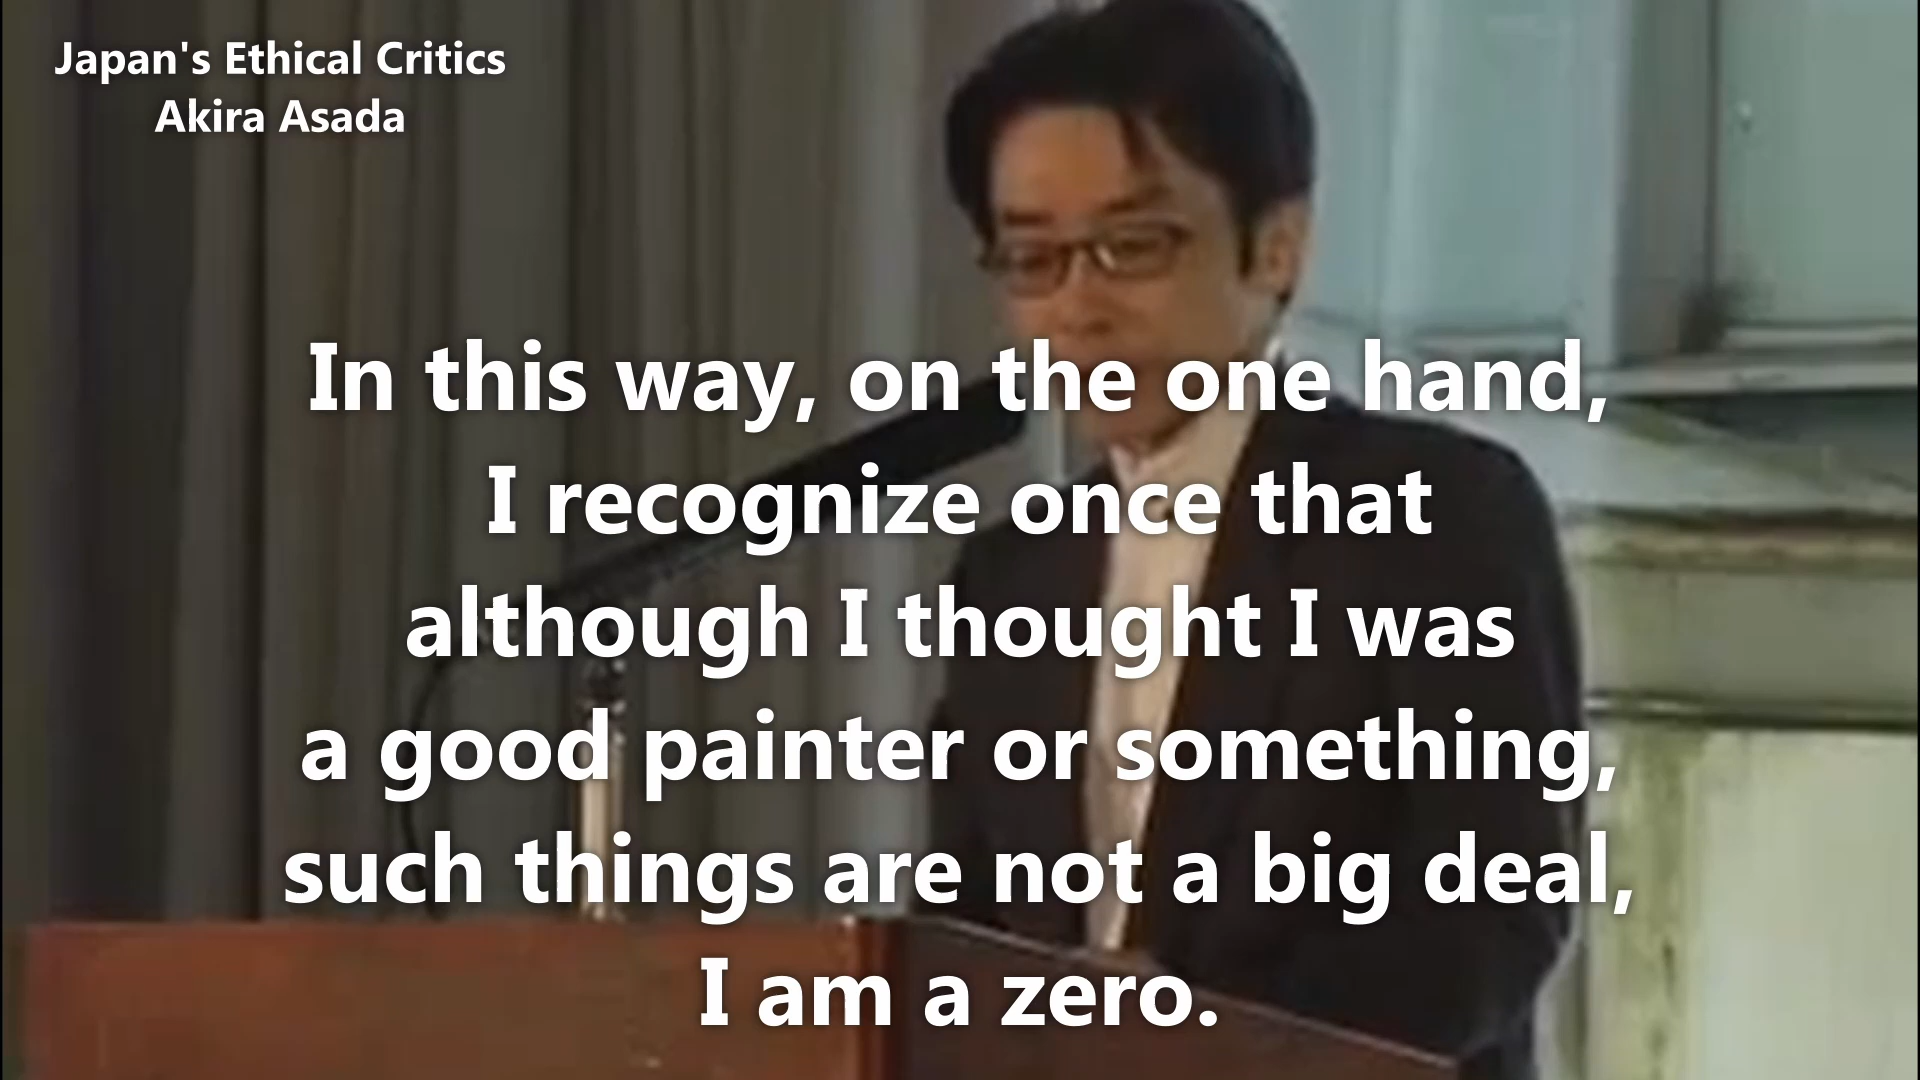 Japan's Ethical Critics
Akira Asada
In this way, on the one hand,
I recognize once that
although I thought I was
a good painter or something,
such things are not a big deal,
I am a zero.